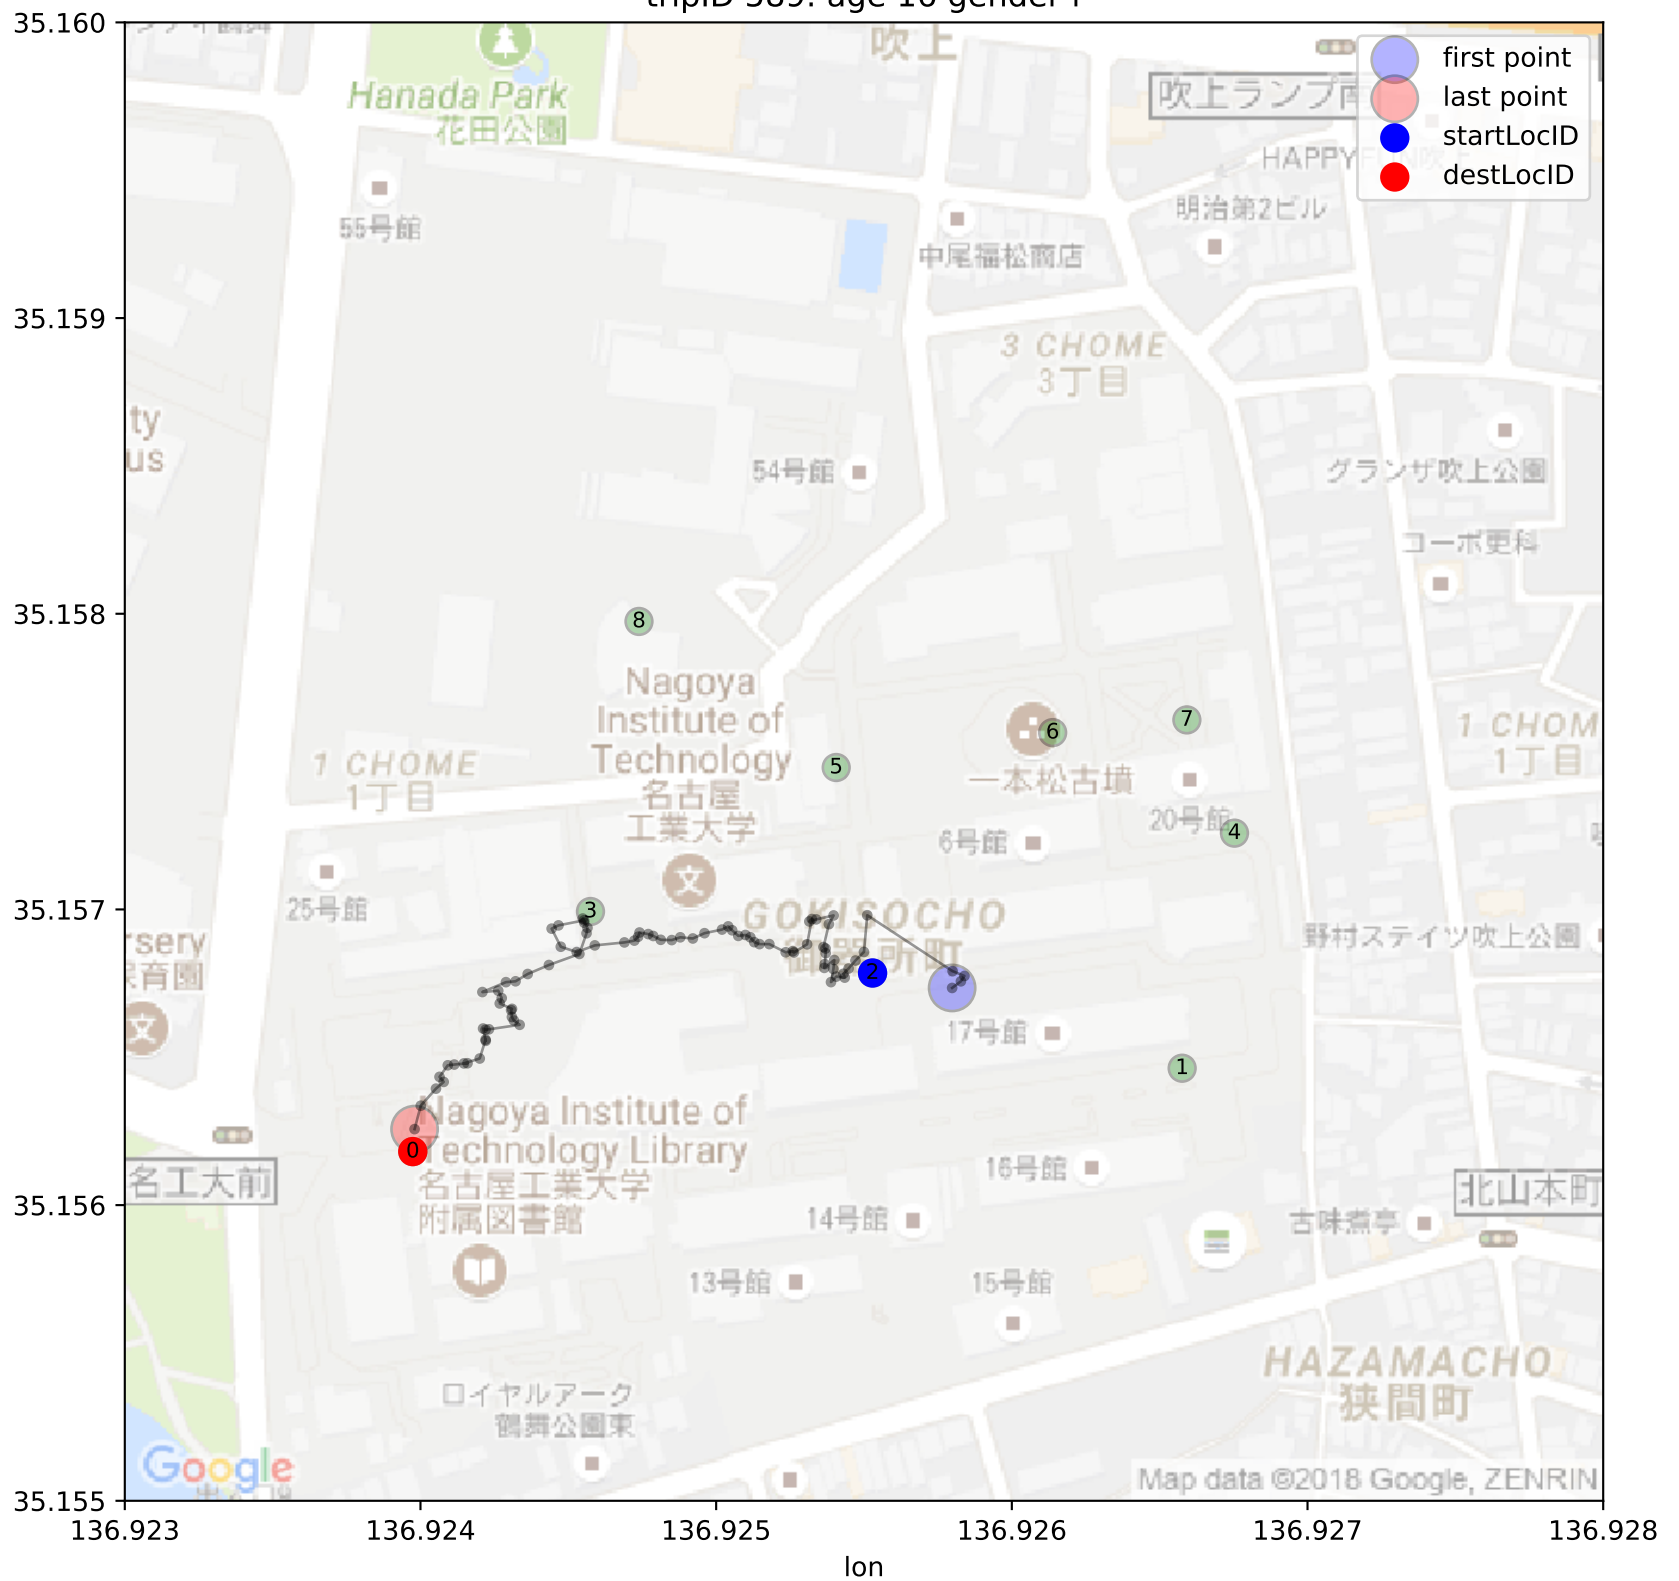 35.160
吹上
first point
last point
startLocID
destLocID
吹上ランプ南
Hanada Park
花田公園
55号館
明治第2ビル
中尾福松商店
35.159
3 CHOME
3丁目
ty
us
54号館
グランザ吹上公園
コーポ更科
35.158
8
Nagoya
Institute of
Technology
名古屋
工業大学
1 CHOME
1丁目
5
6
7
一本松古墳
1 CHOM
1丁目
20号館
4
6号館
25号館
35.157
3
GOKISOCHO
御器所町
野村ステイツ吹上公園
rsery
保育園
2
17号館
1
Nagoya Institute of
Technology Library
名古屋工業大学
附属図書館
0
名工大前
16号館
北山本町
35.156
14号館
古味煮亭
13号館
15号館
HAZAMACHO
狭間町
ロイヤルアーク
鶴舞公園東
Google
Map data ©2018 Google, ZENRIN
35.155
136.923
136.924
136.925
136.926
136.927
136.928
lon